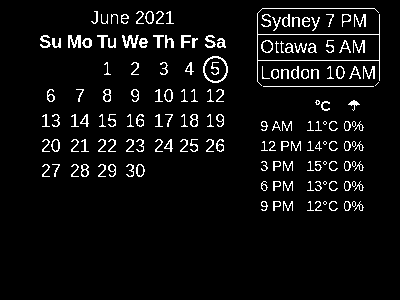 June 2021
Su Mo Tu We Th Fr Sa
1 2 3 4 5
6 7 8 9 10 11 12
13 14 15 16 17 18 19
20 21 22 23 24 25 26
27 28 29 30
Sydney 7 PM
Ottawa 5 AM
London 10 AM
°C ☂
9 AM 11°C 0%
12 PM 14°C 0%
3 PM 15°C 0%
6 PM 13°C 0%
9 PM 12°C 0%